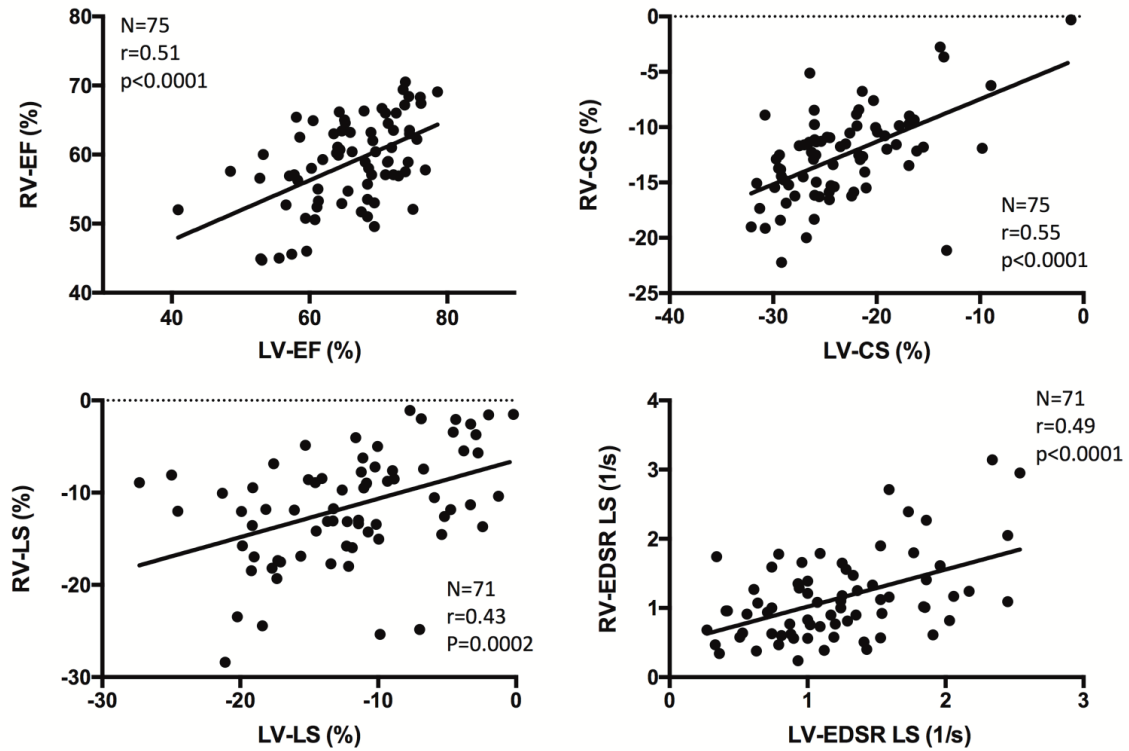 80
70
60
50
40
RV-EF (%)
N=75
r=0.51
p<0.0001
40
60
80
LV-EF (%)
0
-5
-10
-15
-20
-25
RV-CS (%)
N=75
r=0.55
p<0.0001
-40
-30
-20
-10
0
LV-CS (%)
0
-10
-20
-30
RV-LS (%)
N=71
r=0.43
P=0.0002
-30
-20
-10
0
LV-LS (%)
4
3
2
1
0
RV-EDSR LS (1/s)
N=71
r=0.49
p<0.0001
0
1
2
3
LV-EDSR LS (1/s)